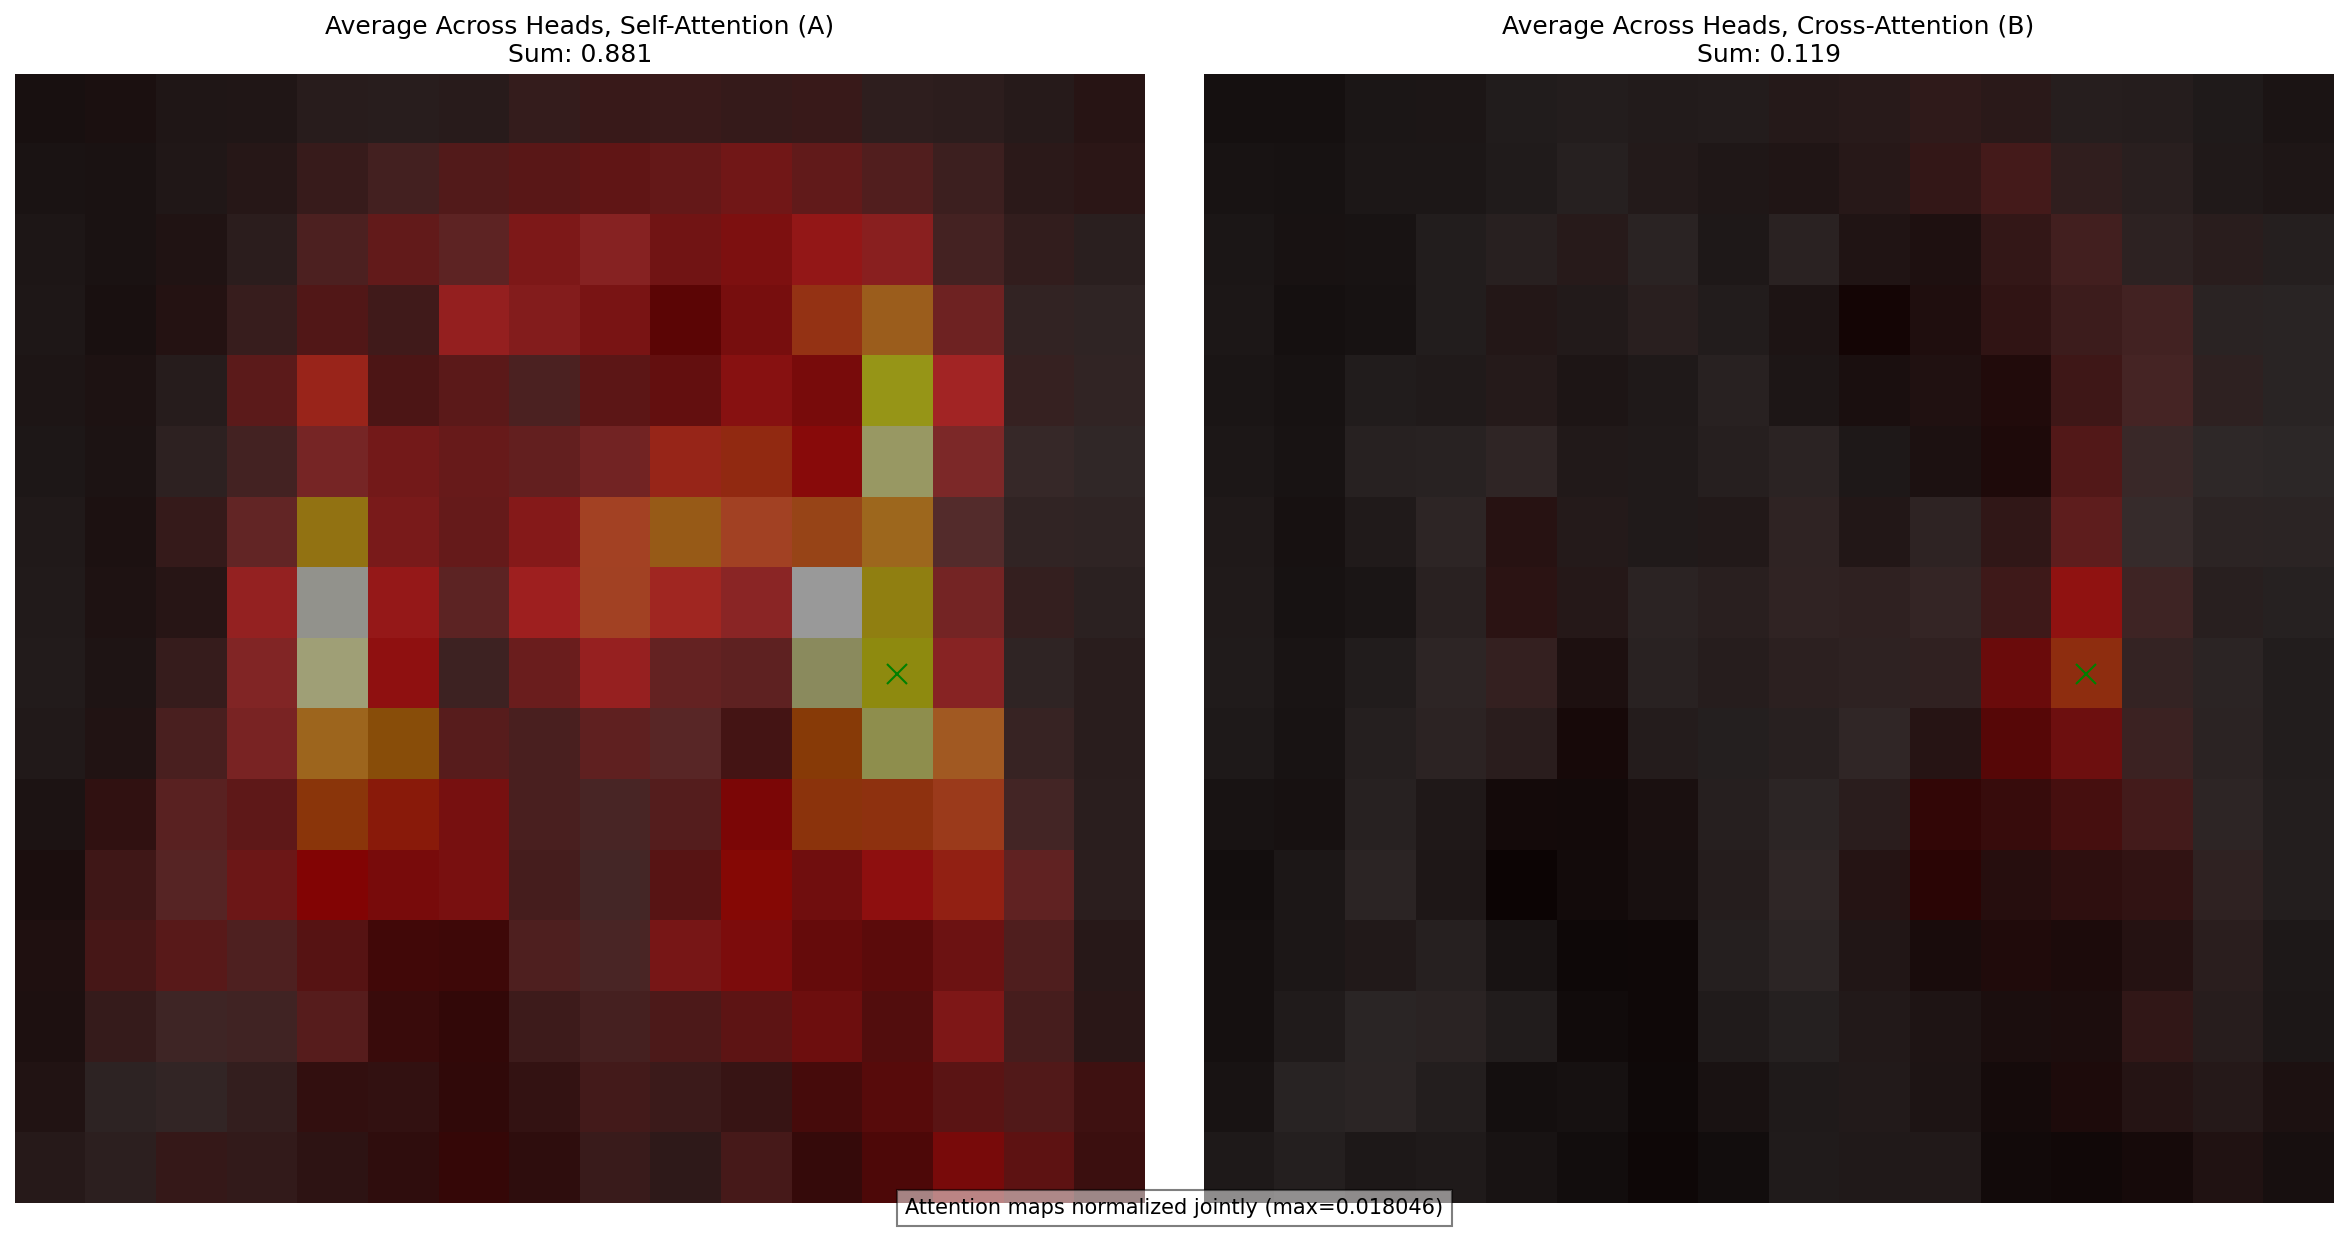 Average Across Heads, Self-Attention (A)
Sum: 0.881
Average Across Heads, Cross-Attention (B)
Sum: 0.119
Attention maps normalized jointly (max=0.018046)